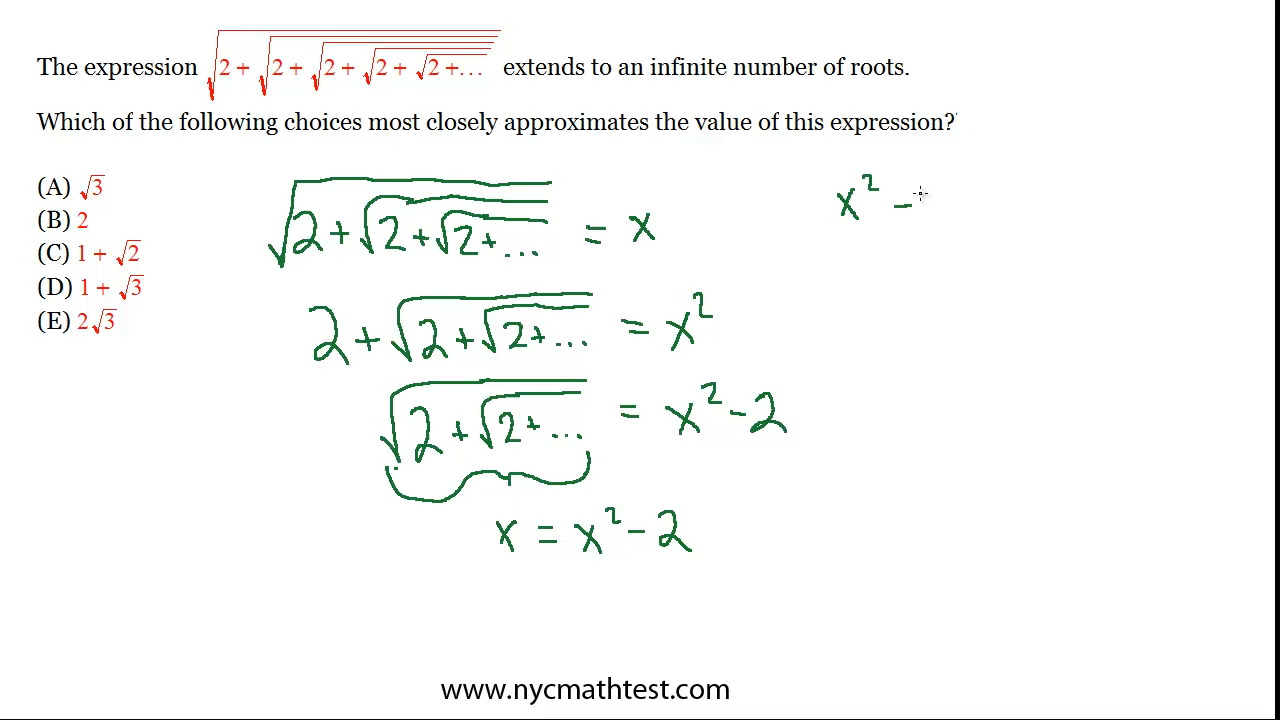 The expression √(2 + √(2 + √(2 + √(2 + √(2 +...))))) extends to an infinite number of roots.
Which of the following choices most closely approximates the value of this expression?
(A) √3
(B) 2
(C) 1 + √2
(D) 1 + √3
(E) 2√3
√(2 + √(2 + √(2 + ...))) = x
2 + √(2 + √(2 + ...)) = x²
√(2 + √(2 + ...)) = x² - 2
x = x² - 2
x² -
www.nycmathtest.com